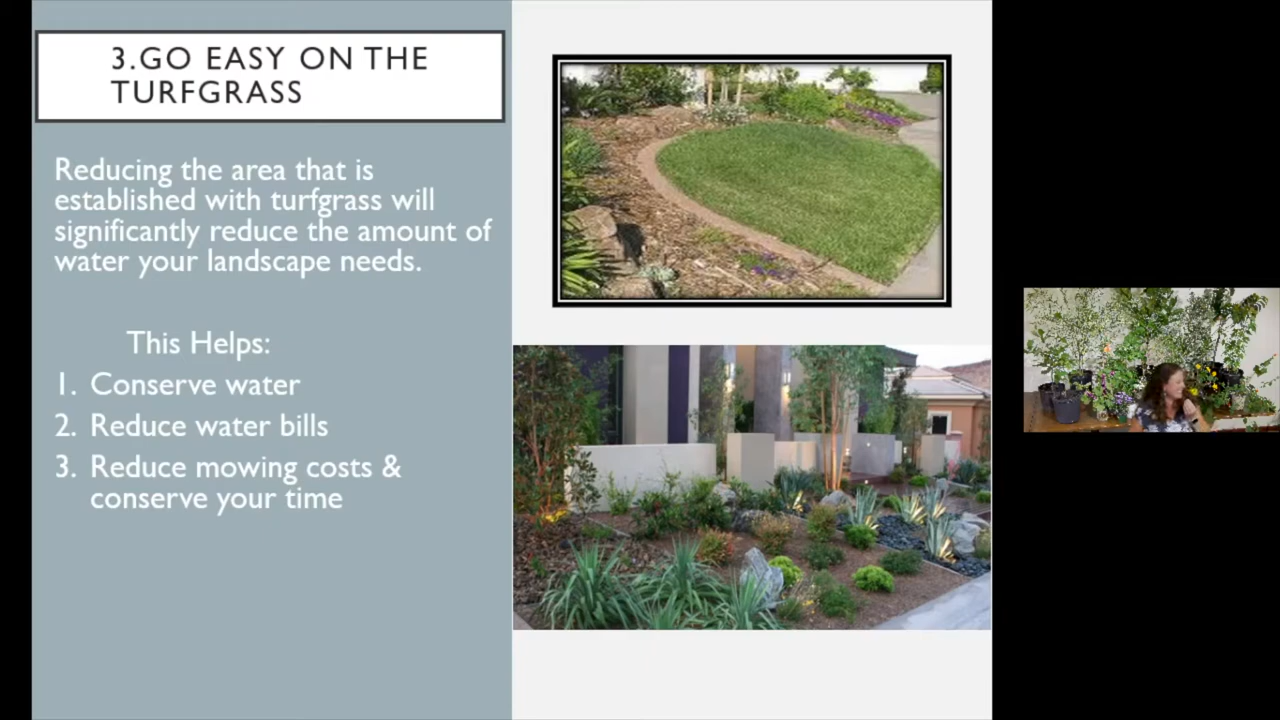 3.GO EASY ON THE
TURFGRASS
Reducing the area that is
established with turfgrass will
significantly reduce the amount of
water your landscape needs.
This Helps:
1. Conserve water
2. Reduce water bills
3. Reduce mowing costs &
conserve your time